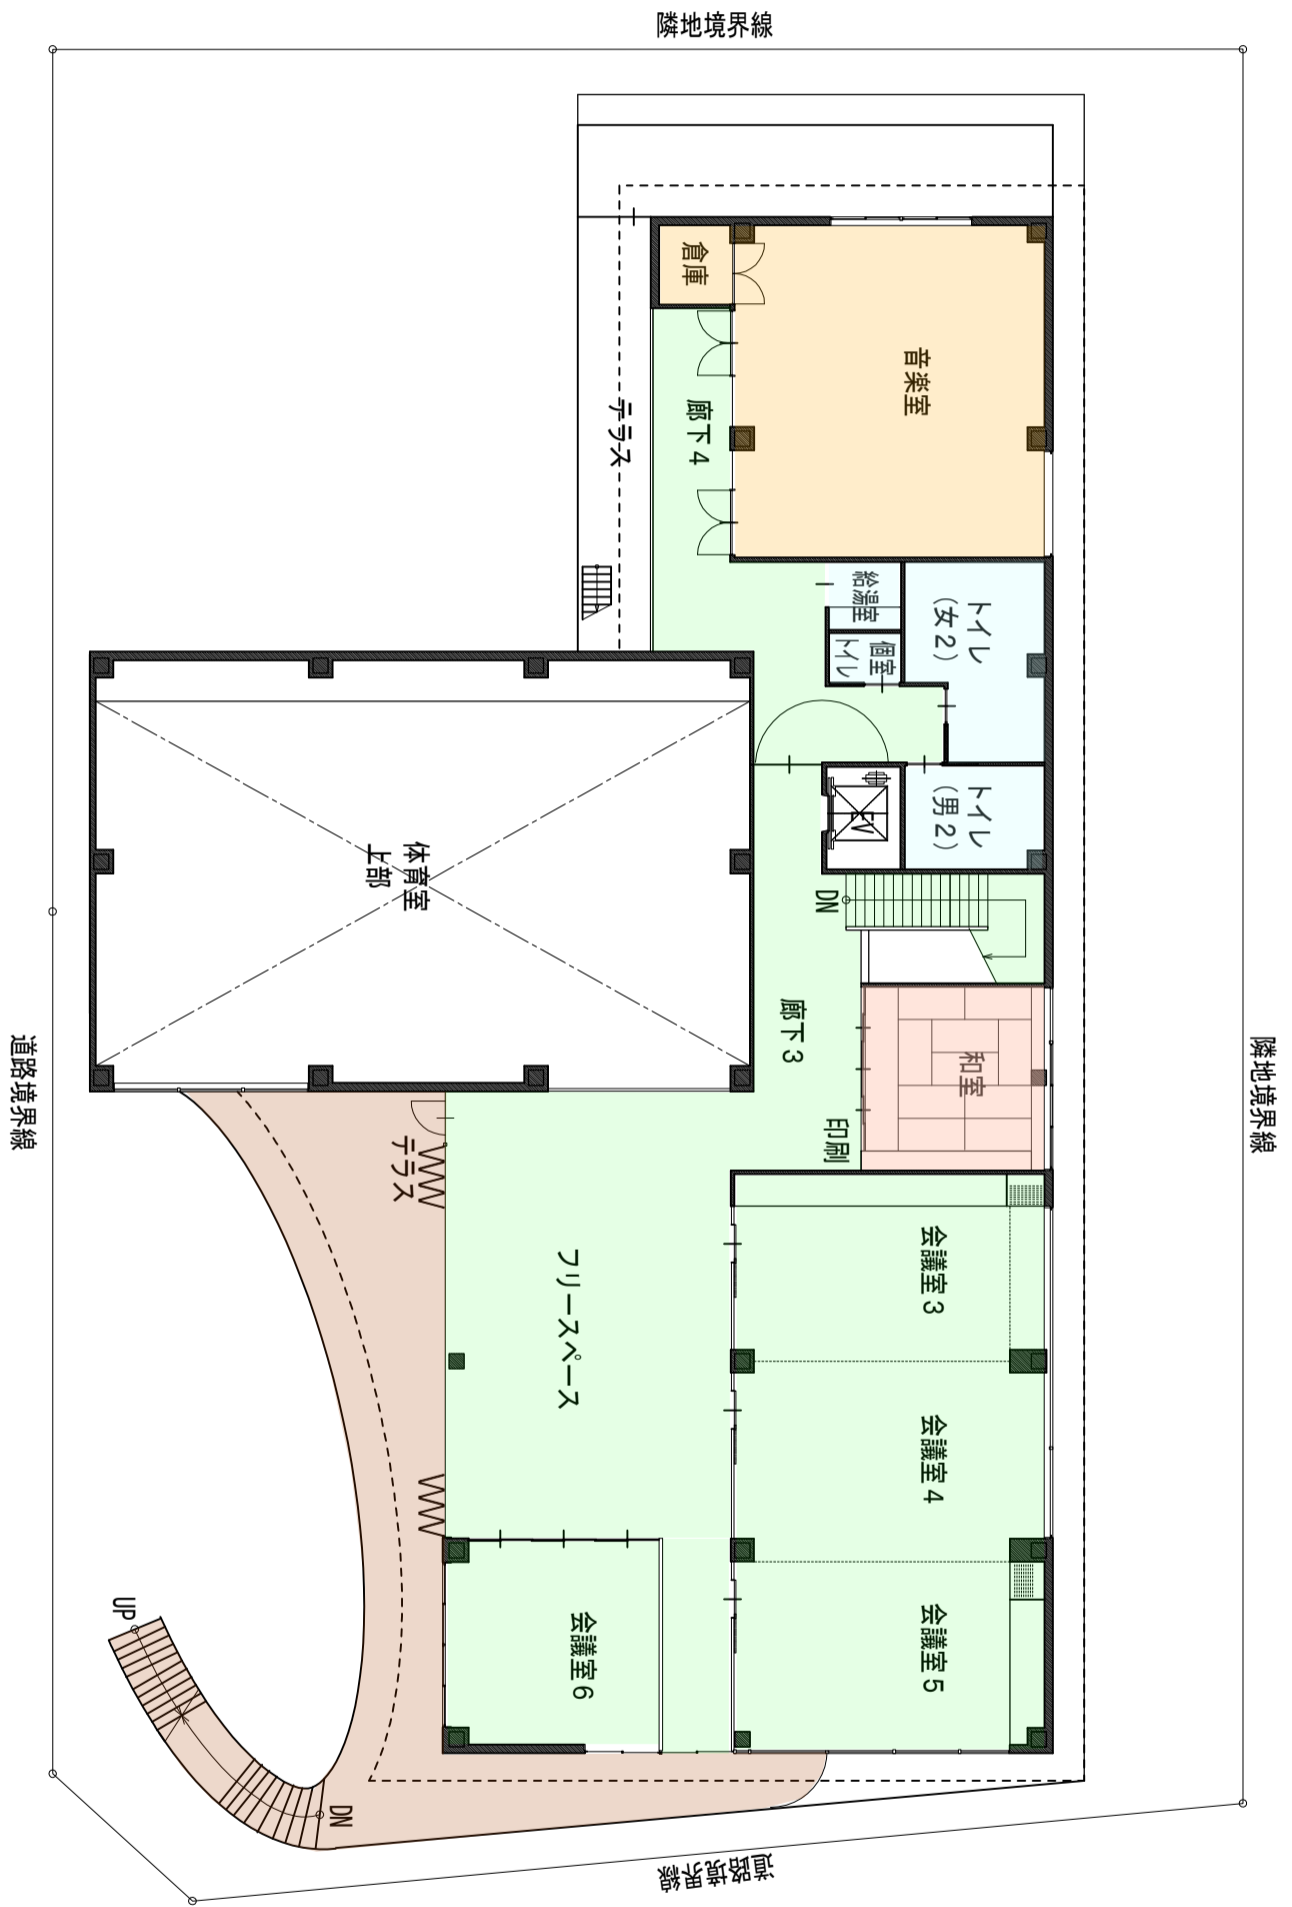 隣地境界線
倉庫
音楽室
廊下4
テラス
給湯室
個室
トイレ
トイレ
(女2)
トイレ
(男2)
EV
体育室
上部
DN
廊下3
和室
印刷
道路境界線
隣地境界線
テラス
フリースペース
会議室3
会議室4
会議室5
会議室6
UP
DN
道路境界線